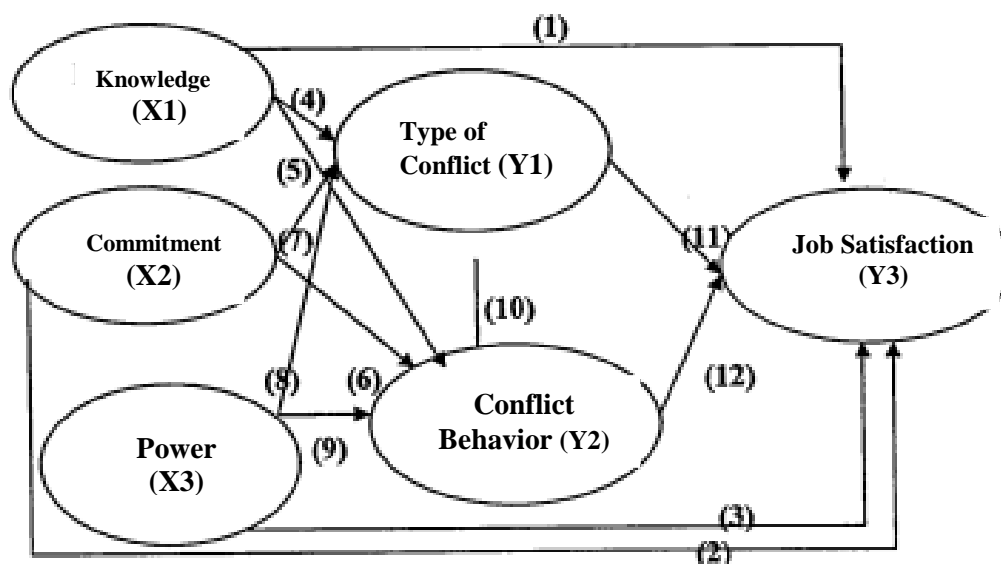 (1)
Knowledge
(X1)
(4)
Type of
Conflict (Y1)
(5)
Commitment
(X2)
(7)
(11)
Job Satisfaction
(Y3)
(10)
(8)
(6)
(12)
Conflict
Behavior (Y2)
Power
(X3)
(9)
(3)
(2)